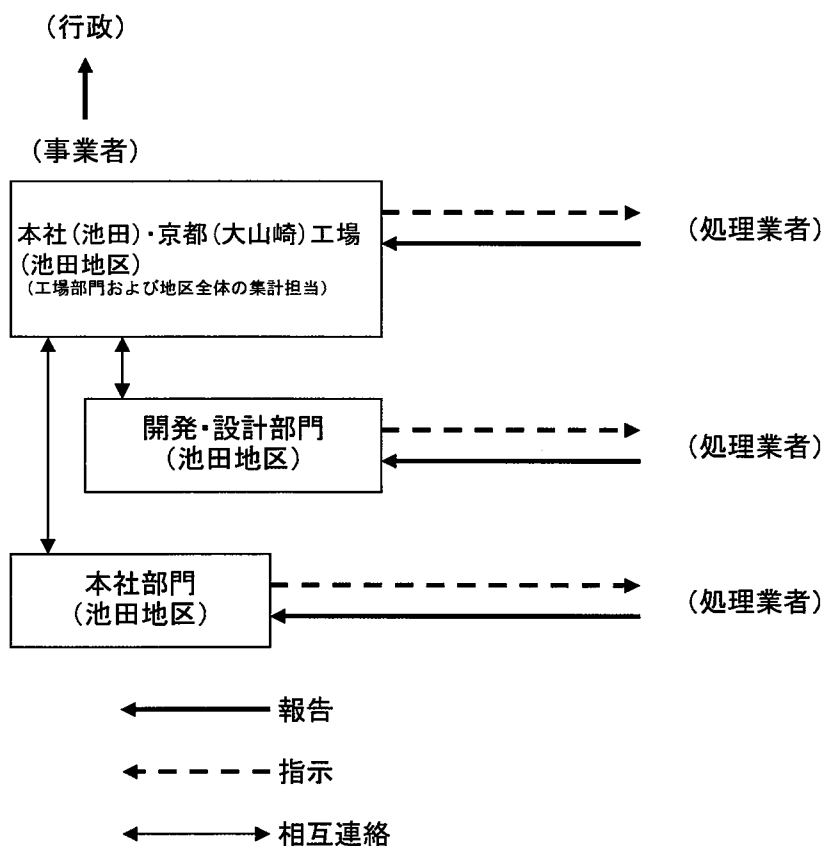 (行政)
(事業者)
本社(池田)・京都(大山崎)工場
(池田地区)
(工場部門および地区全体の集計担当)
(処理業者)
開発・設計部門
(池田地区)
(処理業者)
本社部門
(池田地区)
(処理業者)
報告
指示
相互連絡